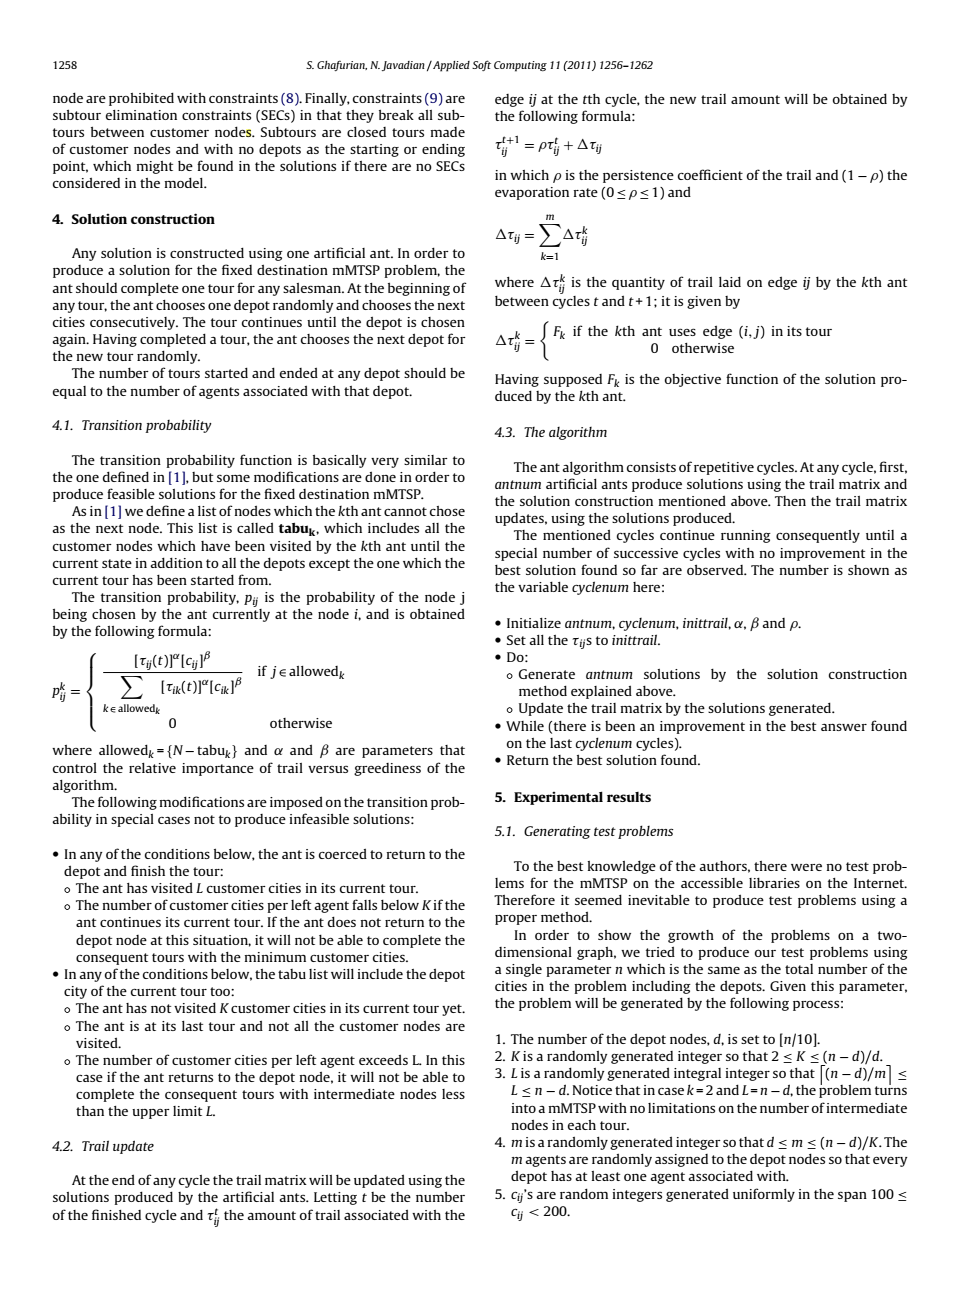 1258
S. Ghafurian, N. Javadian / Applied Soft Computing 11 (2011) 1256–1262
node are prohibited with constraints (8). Finally, constraints (9) are
subtour elimination constraints (SECs) in that they break all sub-
tours between customer nodes. Subtours are closed tours made
of customer nodes and with no depots as the starting or ending
point, which might be found in the solutions if there are no SECs
considered in the model.
4. Solution construction
Any solution is constructed using one artificial ant. In order to
produce a solution for the fixed destination mMTSP problem, the
ant should complete one tour for any salesman. At the beginning of
any tour, the ant chooses one depot randomly and chooses the next
cities consecutively. The tour continues until the depot is chosen
again. Having completed a tour, the ant chooses the next depot for
the new tour randomly.
The number of tours started and ended at any depot should be
equal to the number of agents associated with that depot.
4.1. Transition probability
The transition probability function is basically very similar to
the one defined in [1], but some modifications are done in order to
produce feasible solutions for the fixed destination mMTSP.
As in [1] we define a list of nodes which the kth ant cannot chose
as the next node. This list is called tabuₖ, which includes all the
customer nodes which have been visited by the kth ant until the
current state in addition to all the depots except the one which the
current tour has been started from.
The transition probability, p_ij is the probability of the node j
being chosen by the ant currently at the node i, and is obtained
by the following formula:
p_ij^k = { [τ_ij(t)]^α[c_ij]^β / ∑_{k∈allowed_k} [τ_ik(t)]^α[c_ik]^β if j∈allowed_k
0 otherwise
where allowed_k = {N − tabu_k} and α and β are parameters that
control the relative importance of trail versus greediness of the
algorithm.
The following modifications are imposed on the transition prob-
ability in special cases not to produce infeasible solutions:
• In any of the conditions below, the ant is coerced to return to the
depot and finish the tour:
◦ The ant has visited L customer cities in its current tour.
◦ The number of customer cities per left agent falls below K if the
ant continues its current tour. If the ant does not return to the
depot node at this situation, it will not be able to complete the
consequent tours with the minimum customer cities.
• In any of the conditions below, the tabu list will include the depot
city of the current tour too:
◦ The ant has not visited K customer cities in its current tour yet.
◦ The ant is at its last tour and not all the customer nodes are
visited.
◦ The number of customer cities per left agent exceeds L. In this
case if the ant returns to the depot node, it will not be able to
complete the consequent tours with intermediate nodes less
than the upper limit L.
4.2. Trail update
At the end of any cycle the trail matrix will be updated using the
solutions produced by the artificial ants. Letting t be the number
of the finished cycle and τ_ij^t the amount of trail associated with the
edge ij at the tth cycle, the new trail amount will be obtained by
the following formula:
τ_ij^{t+1} = ρτ_ij^t + Δτ_ij
in which ρ is the persistence coefficient of the trail and (1 − ρ) the
evaporation rate (0 ≤ ρ ≤ 1) and
Δτ_ij = ∑_{k=1}^{m} Δτ_ij^k
where Δτ_ij^k is the quantity of trail laid on edge ij by the kth ant
between cycles t and t + 1; it is given by
Δτ_ij^k = { F_k if the kth ant uses edge (i, j) in its tour
0 otherwise
Having supposed F_k is the objective function of the solution pro-
duced by the kth ant.
4.3. The algorithm
The ant algorithm consists of repetitive cycles. At any cycle, first,
antnum artificial ants produce solutions using the trail matrix and
the solution construction mentioned above. Then the trail matrix
updates, using the solutions produced.
The mentioned cycles continue running consequently until a
special number of successive cycles with no improvement in the
best solution found so far are observed. The number is shown as
the variable cyclenum here:
• Initialize antnum, cyclenum, inittrail, α, β and ρ.
• Set all the τ_ijs to inittrail.
• Do:
◦ Generate antnum solutions by the solution construction
method explained above.
◦ Update the trail matrix by the solutions generated.
• While (there is been an improvement in the best answer found
on the last cyclenum cycles).
• Return the best solution found.
5. Experimental results
5.1. Generating test problems
To the best knowledge of the authors, there were no test prob-
lems for the mMTSP on the accessible libraries on the Internet.
Therefore it seemed inevitable to produce test problems using a
proper method.
In order to show the growth of the problems on a two-
dimensional graph, we tried to produce our test problems using
a single parameter n which is the same as the total number of the
cities in the problem including the depots. Given this parameter,
the problem will be generated by the following process:
1. The number of the depot nodes, d, is set to [n/10].
2. K is a randomly generated integer so that 2 ≤ K ≤ (n − d)/d.
3. L is a randomly generated integral integer so that ⌈(n − d)/m⌉ ≤
L ≤ n − d. Notice that in case k = 2 and L = n − d, the problem turns
into a mMTSP with no limitations on the number of intermediate
nodes in each tour.
4. m is a randomly generated integer so that d ≤ m ≤ (n − d)/K. The
m agents are randomly assigned to the depot nodes so that every
depot has at least one agent associated with.
5. c_ij's are random integers generated uniformly in the span 100 ≤
c_ij < 200.